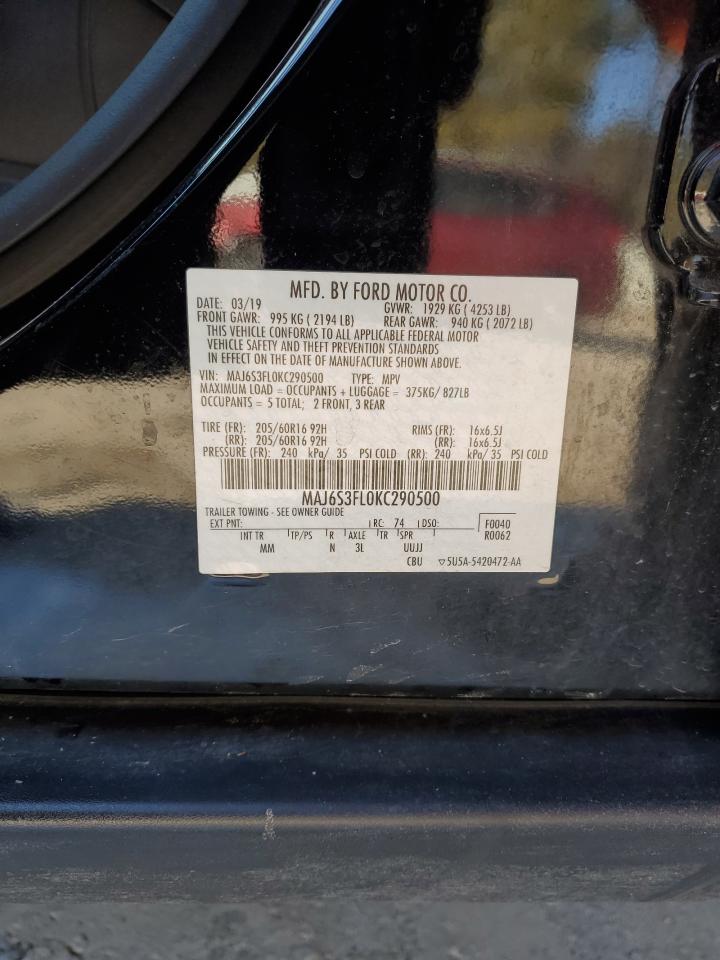 MFD. BY FORD MOTOR CO.
DATE: 03/19 GVWR: 1929 KG ( 4253 LB)
FRONT GAWR: 995 KG ( 2194 LB) REAR GAWR: 940 KG ( 2072 LB)
THIS VEHICLE CONFORMS TO ALL APPLICABLE FEDERAL MOTOR
VEHICLE SAFETY AND THEFT PREVENTION STANDARDS
IN EFFECT ON THE DATE OF MANUFACTURE SHOWN ABOVE.
VIN: MAJ6S3FL0KC290500 TYPE: MPV
MAXIMUM LOAD = OCCUPANTS + LUGGAGE = 375KG/ 827LB
OCCUPANTS = 5 TOTAL; 2 FRONT, 3 REAR
TIRE (FR): 205/60R16 92H RIMS (FR): 16x6.5J
(RR): 205/60R16 92H (RR): 16x6.5J
PRESSURE (FR): 240 kPa/ 35 PSI COLD (RR): 240 kPa/ 35 PSI COLD
MAJ6S3FL0KC290500
TRAILER TOWING - SEE OWNER GUIDE
EXT PNT: RC: 74 DSO: F0040
INT TR TP/PS R AXLE TR SPR R0062
MM N 3L UUJJ
CBU ▽5U5A-5420472-AA